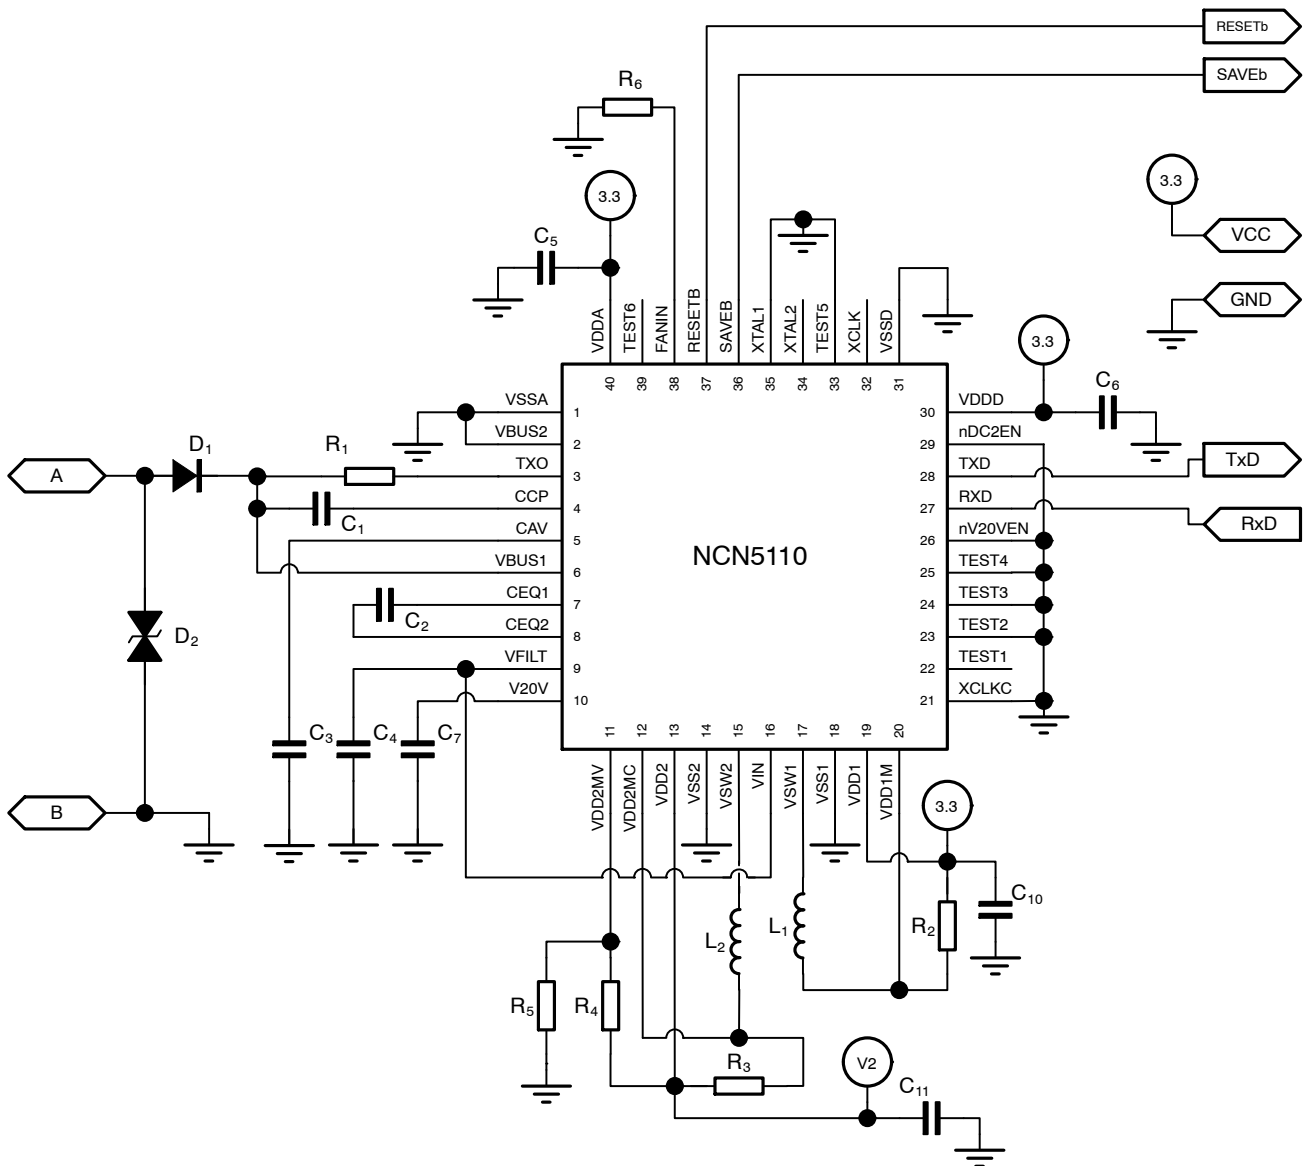 RESETb
SAVEb
R6
3.3
3.3
C5
VCC
GND
VDDA
TEST6
FANIN
RESETB
SAVEB
XTAL1
XTAL2
TEST5
XCLK
VSSD
3.3
C6
40
39
38
37
36
35
34
33
32
31
VSSA 1
VBUS2 2
TXO 3
CCP 4
CAV 5
VBUS1 6
CEQ1 7
CEQ2 8
VFILT 9
V20V 10
30 VDDD
29 nDC2EN
28 TXD
27 RXD
26 nV20VEN
25 TEST4
24 TEST3
23 TEST2
22 TEST1
21 XCLKC
NCN5110
A
D1
R1
C1
C2
D2
TxD
RxD
C3
C4
C7
B
11
12
13
14
15
16
17
18
19
20
VDD2MV
VDD2MC
VDD2
VSS2
VSW2
VIN
VSW1
VSS1
VDD1
VDD1M
3.3
C10
R2
L1
L2
R5
R4
R3
V2
C11